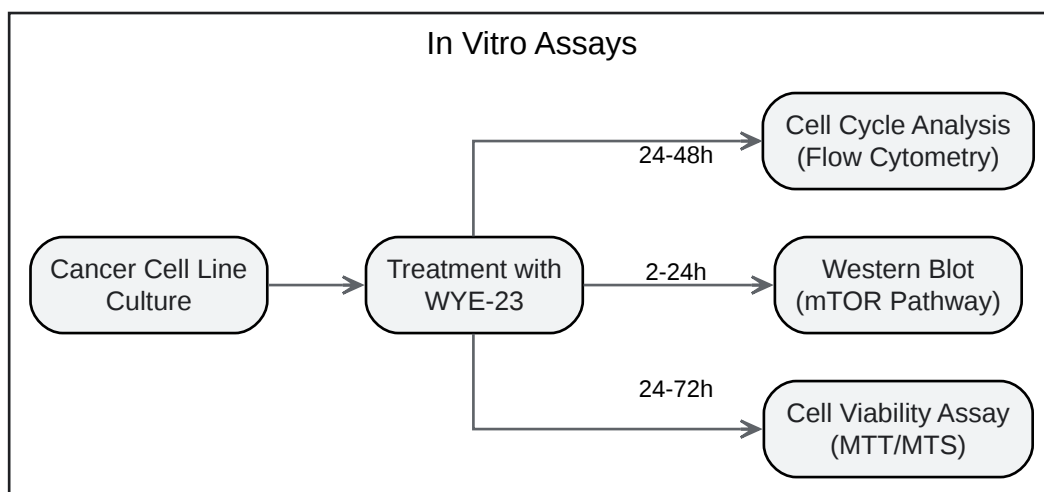 In Vitro Assays
Cell Cycle Analysis
(Flow Cytometry)
24-48h
Cancer Cell Line
Culture
Treatment with
WYE-23
2-24h
Western Blot
(mTOR Pathway)
24-72h
Cell Viability Assay
(MTT/MTS)